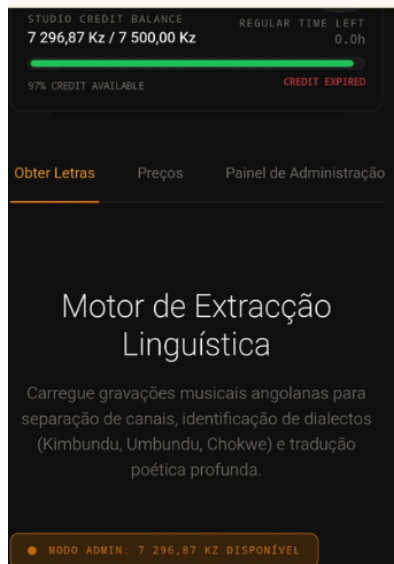 STUDIO CREDIT BALANCE
7 296,87 Kz / 7 500,00 Kz
REGULAR TIME LEFT
0.0h
97% CREDIT AVAILABLE
CREDIT EXPIRED
Obter Letras
Preços
Painel de Administração
Motor de Extracção
Linguística
Carregue gravações musicais angolanas para
separação de canais, identificação de dialectos
(Kimbundu, Umbundu, Chokwe) e tradução
poética profunda.
MODO ADMIN: 7 296,87 KZ DISPONÍVEL